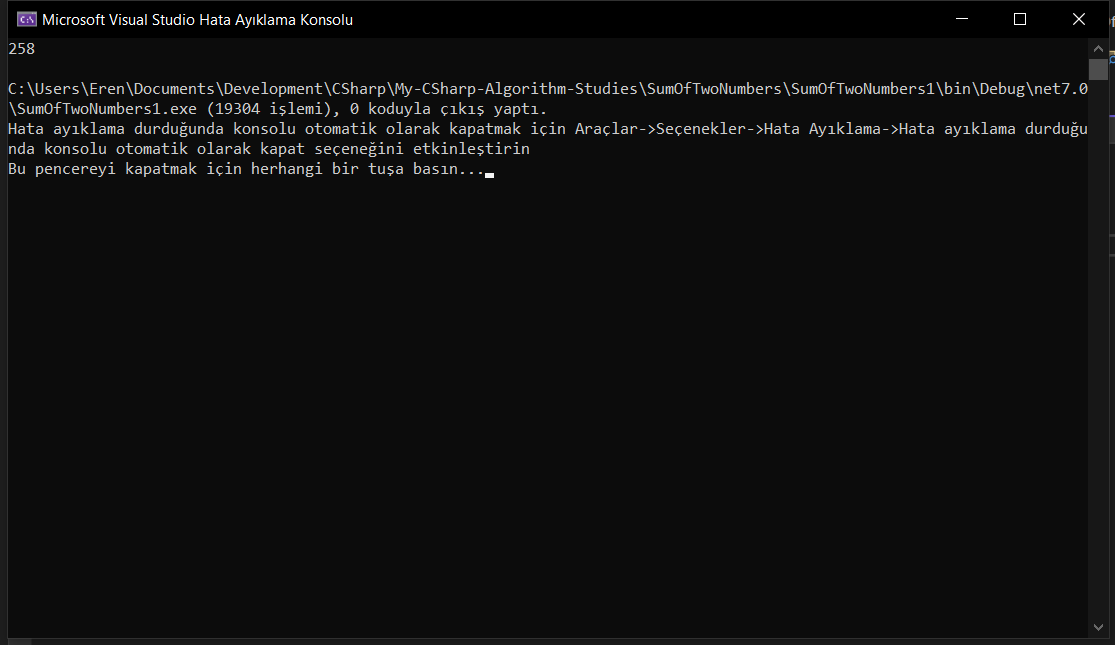 Microsoft Visual Studio Hata Ayıklama Konsolu
258
C:\Users\Eren\Documents\Development\CSharp\My-CSharp-Algorithm-Studies\SumOfTwoNumbers\SumOfTwoNumbers1\bin\Debug\net7.0
\SumOfTwoNumbers1.exe (19304 işlemi), 0 koduyla çıkış yaptı.
Hata ayıklama durduğunda konsolu otomatik olarak kapatmak için Araçlar->Seçenekler->Hata Ayıklama->Hata ayıklama durduğu
nda konsolu otomatik olarak kapat seçeneğini etkinleştirin
Bu pencereyi kapatmak için herhangi bir tuşa basın...